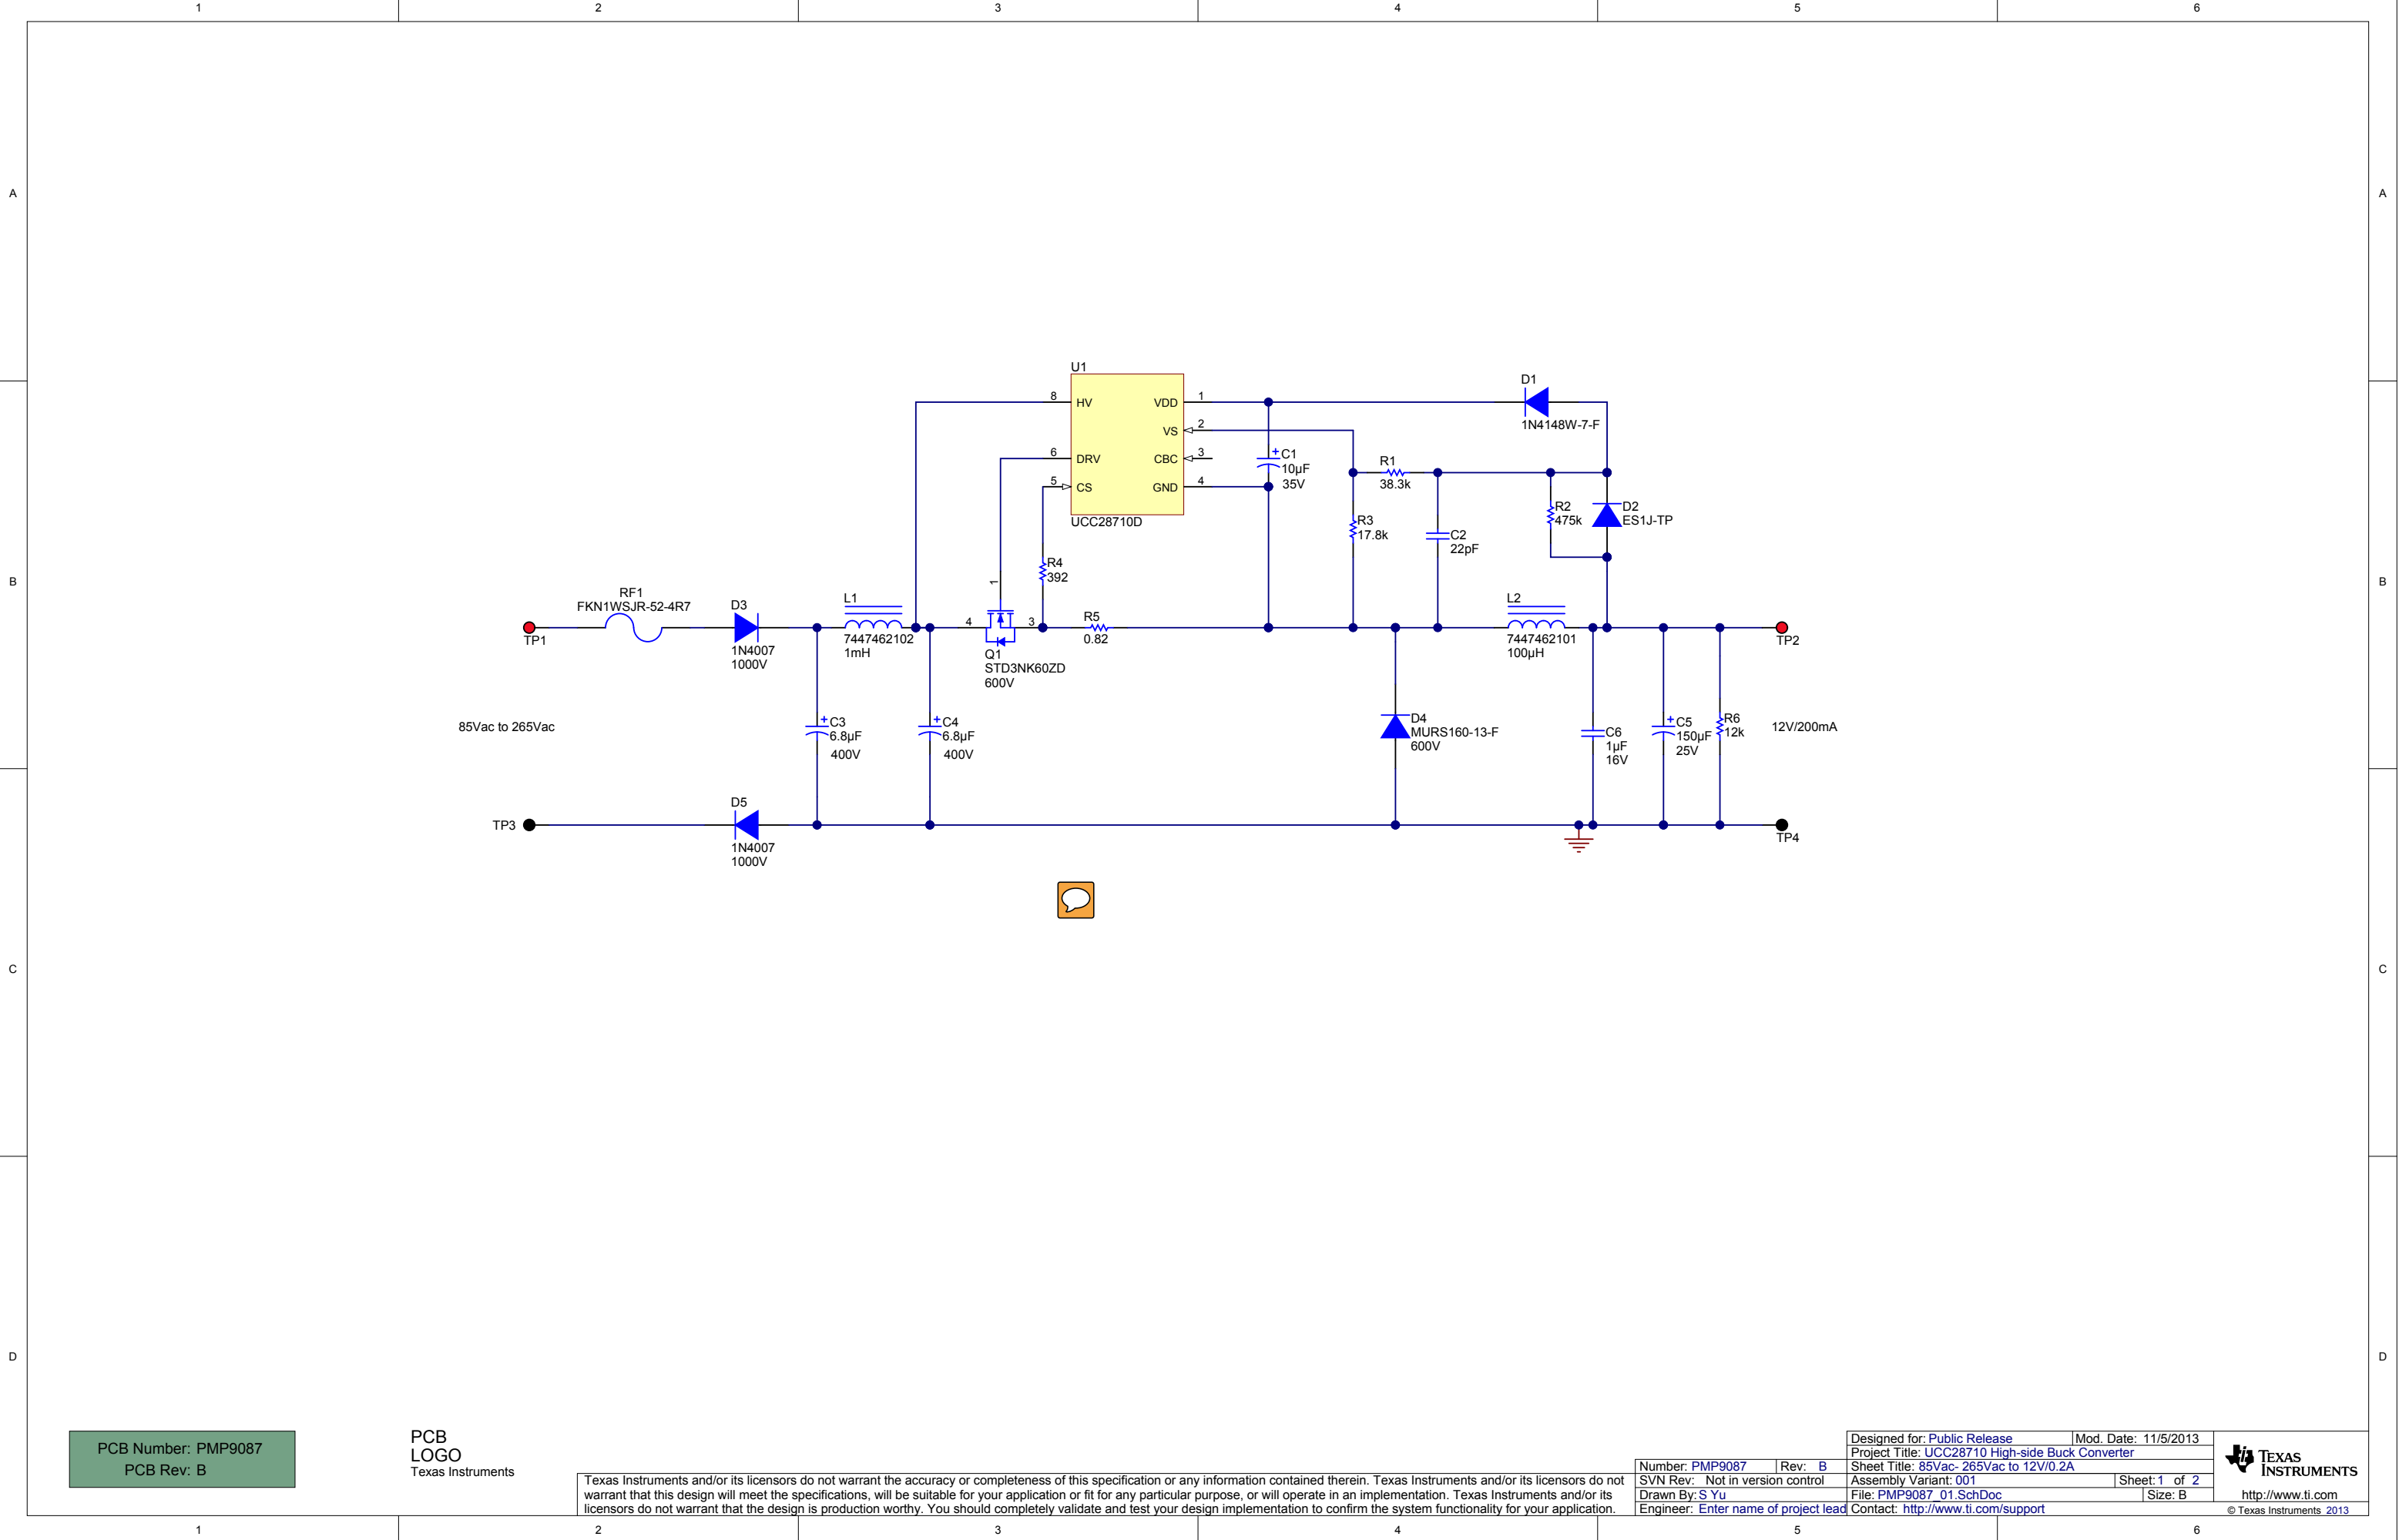 1 2 3 4 5 6
A A
U1
8 HV VDD 1
VS 2
6 DRV CBC 3
5 CS GND 4
UCC28710D
D1
1N4148W-7-F
C1
10µF
35V
R1
38.3k
R2
475k
D2
ES1J-TP
R3
17.8k
C2
22pF
R4
392
B B
RF1
FKN1WSJR-52-4R7
TP1
D3
1N4007
1000V
L1
7447462102
1mH
1
4 3
Q1
STD3NK60ZD
600V
R5
0.82
L2
7447462101
100µH
TP2
85Vac to 265Vac
C3
6.8µF
400V
C4
6.8µF
400V
D4
MURS160-13-F
600V
C6
1µF
16V
C5
150µF
25V
R6
12k
12V/200mA
TP3
D5
1N4007
1000V
TP4
C C
D D
PCB Number: PMP9087
PCB Rev: B
PCB
LOGO
Texas Instruments
Texas Instruments and/or its licensors do not warrant the accuracy or completeness of this specification or any information contained therein. Texas Instruments and/or its licensors do not
warrant that this design will meet the specifications, will be suitable for your application or fit for any particular purpose, or will operate in an implementation. Texas Instruments and/or its
licensors do not warrant that the design is production worthy. You should completely validate and test your design implementation to confirm the system functionality for your application.
Number: PMP9087 Rev: B
SVN Rev: Not in version control
Drawn By: S Yu
Engineer: Enter name of project lead
Designed for: Public Release Mod. Date: 11/5/2013
Project Title: UCC28710 High-side Buck Converter
Sheet Title: 85Vac- 265Vac to 12V/0.2A
Assembly Variant: 001 Sheet: 1 of 2
File: PMP9087_01.SchDoc Size: B
Contact: http://www.ti.com/support
TEXAS
INSTRUMENTS
http://www.ti.com
© Texas Instruments 2013
1 2 3 4 5 6